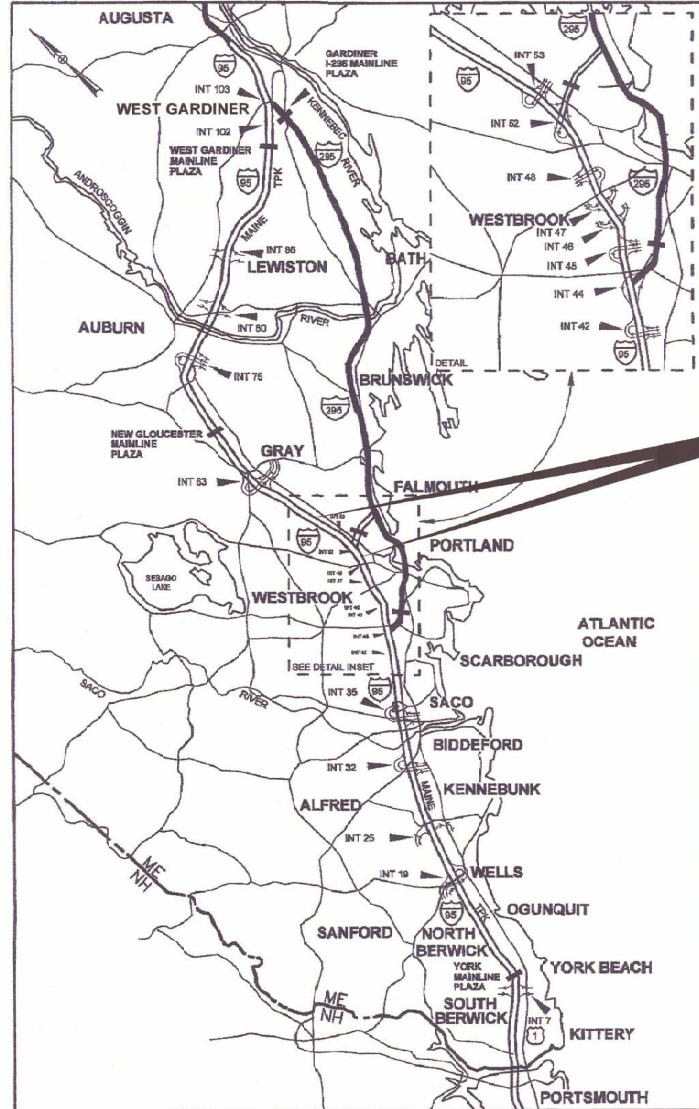 AUGUSTA
95
INT 103
GARDINER
I-295 MAINLINE
PLAZA
WEST GARDINER
INT 102
WEST GARDINER
MAINLINE
PLAZA
KENNEBEC
RIVER
295
95
TPK
MAINE
ANDROSCOGGIN
INT 86
LEWISTON
BATH
AUBURN
INT 80
RIVER
INT 75
BRUNSWICK
295
NEW GLOUCESTER
MAINLINE
PLAZA
GRAY
INT 63
FALMOUTH
95
PORTLAND
SEBAGO
LAKE
WESTBROOK
ATLANTIC
OCEAN
SCARBOROUGH
SEE DETAIL INSET
SACO
RIVER
95
INT 35
SACO
BIDDEFORD
INT 32
MAINE
KENNEBUNK
ALFRED
INT 25
INT 19
WELLS
95
TPK
OGUNQUIT
SANFORD
NORTH
BERWICK
YORK
MAINLINE
PLAZA
YORK BEACH
SOUTH
BERWICK
INT 7
1
KITTERY
PORTSMOUTH
ME
NH
ME
NH
295
INT 53
95
INT 52
INT 48
295
WESTBROOK
INT 47
INT 46
INT 45
INT 44
INT 42
95
DETAIL